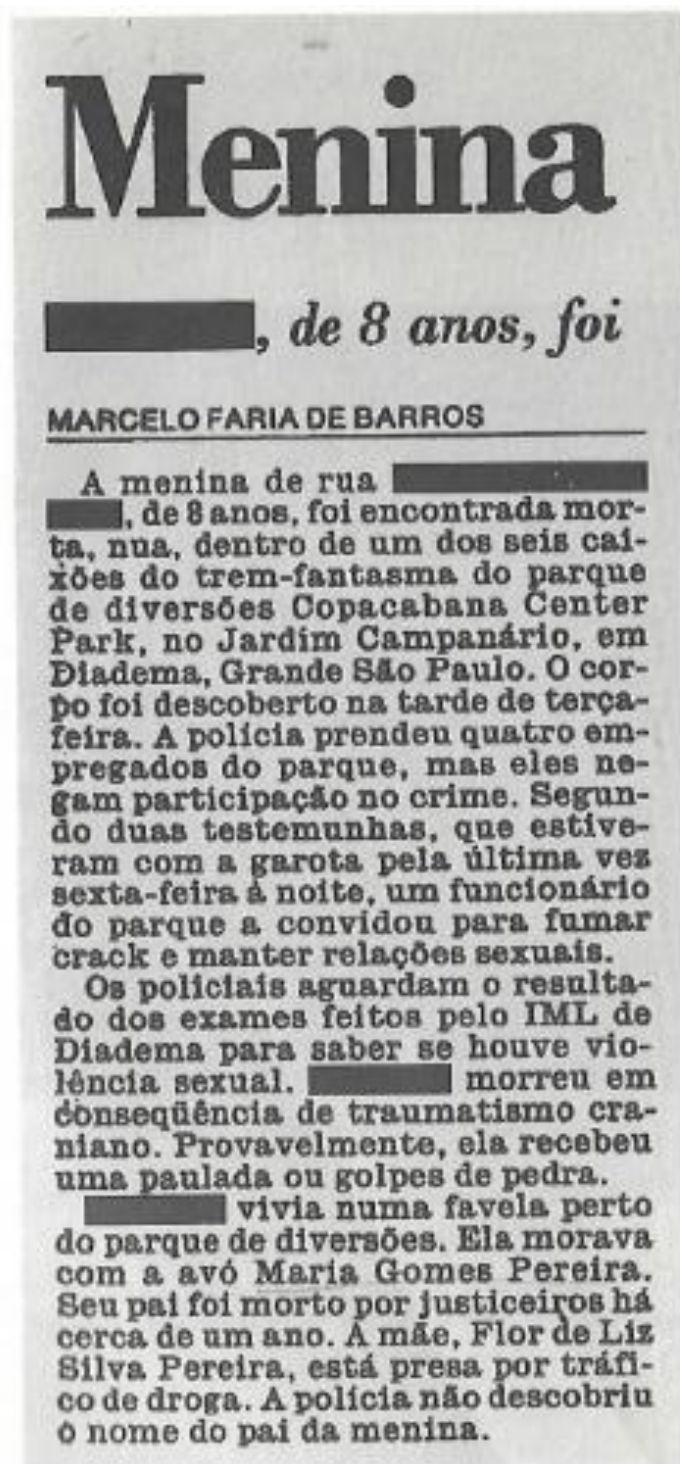 Menina
, de 8 anos, foi
MARCELO FARIA DE BARROS
A menina de rua
, de 8 anos, foi encontrada mor-
ta, nua, dentro de um dos seis cai-
xões do trem-fantasma do parque
de diversões Copacabana Center
Park, no Jardim Campanário, em
Diadema, Grande São Paulo. O cor-
po foi descoberto na tarde de terça-
feira. A polícia prendeu quatro em-
pregados do parque, mas eles ne-
gam participação no crime. Segun-
do duas testemunhas, que estive-
ram com a garota pela última vez
sexta-feira à noite, um funcionário
do parque a convidou para fumar
crack e manter relações sexuais.
Os policiais aguardam o resulta-
do dos exames feitos pelo IML de
Diadema para saber se houve vio-
lência sexual. morreu em
conseqüência de traumatismo cra-
niano. Provavelmente, ela recebeu
uma paulada ou golpes de pedra.
vivia numa favela perto
do parque de diversões. Ela morava
com a avó Maria Gomes Pereira.
Seu pai foi morto por justiceiros há
cerca de um ano. A mãe, Flor de Liz
Silva Pereira, está presa por tráfi-
co de droga. A polícia não descobriu
o nome do pai da menina.